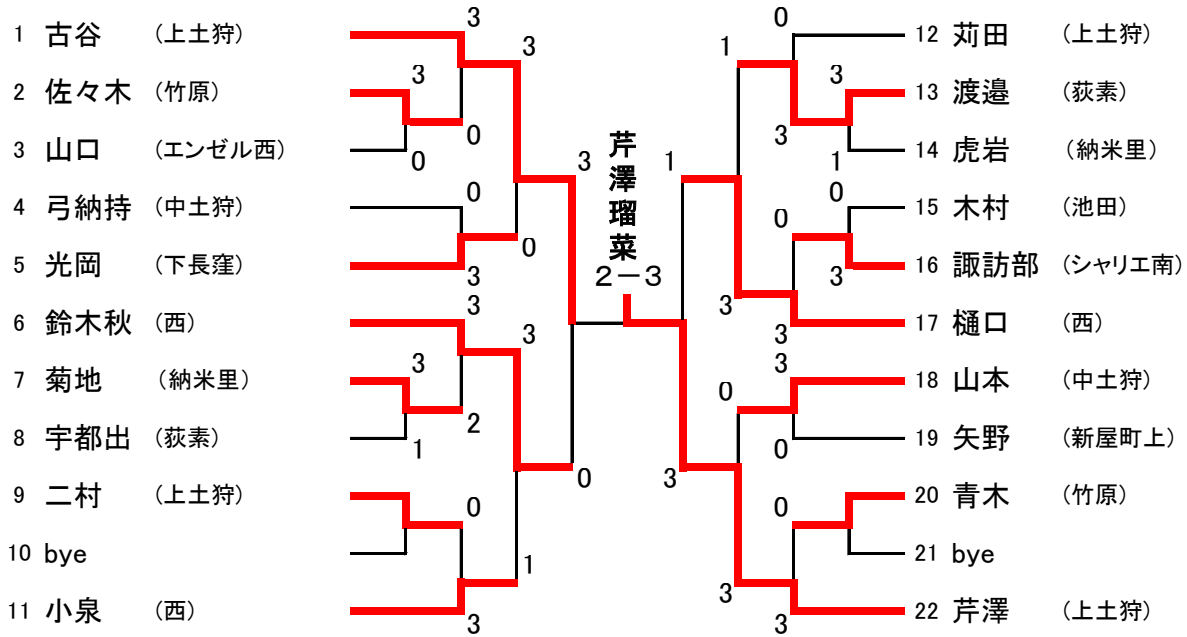 1 古谷 (上土狩)
2 佐々木 (竹原)
3 山口 (エンゼル西)
4 弓納持 (中土狩)
5 光岡 (下長窪)
6 鈴木秋 (西)
7 菊地 (納米里)
8 宇都出 (荻素)
9 二村 (上土狩)
10 bye
11 小泉 (西)
3
3
3
0
0
0
0
3
3
3
3
1
2
0
3
1
3
0
芹澤瑠菜
2-3
1
3
1
3
0
3
3
1
0
3
0
3
0
3
3
0
0
3
12 苅田 (上土狩)
13 渡邉 (荻素)
14 虎岩 (納米里)
15 木村 (池田)
16 諏訪部 (シャリエ南)
17 樋口 (西)
18 山本 (中土狩)
19 矢野 (新屋町上)
20 青木 (竹原)
21 bye
22 芹澤 (上土狩)